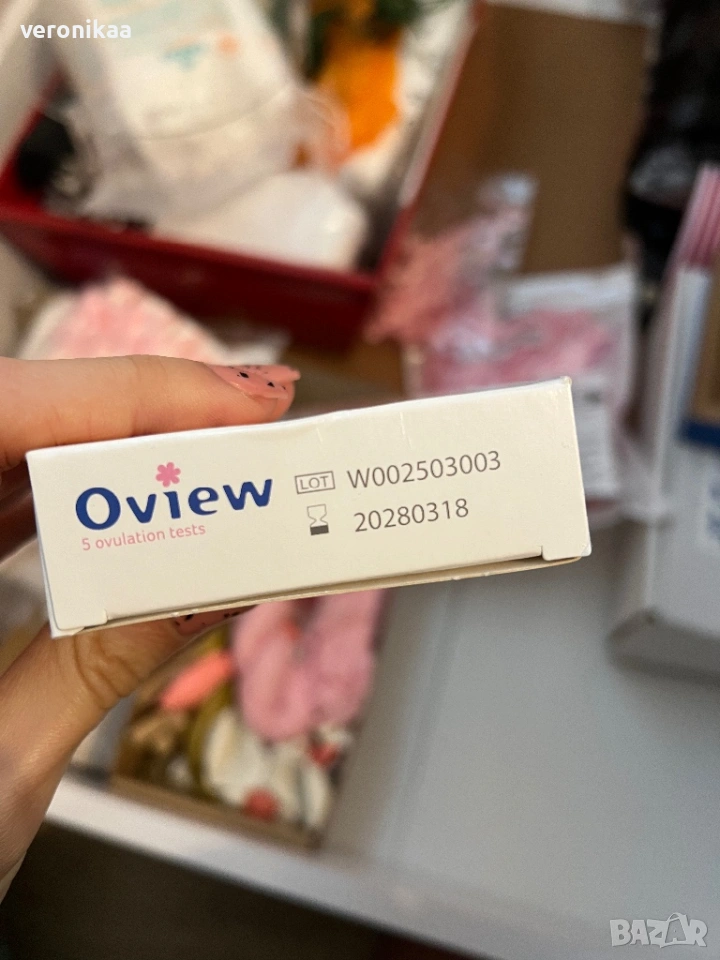 veronikaa
Oview
5 ovulation tests
LOT W002503003
20280318
BAZAR